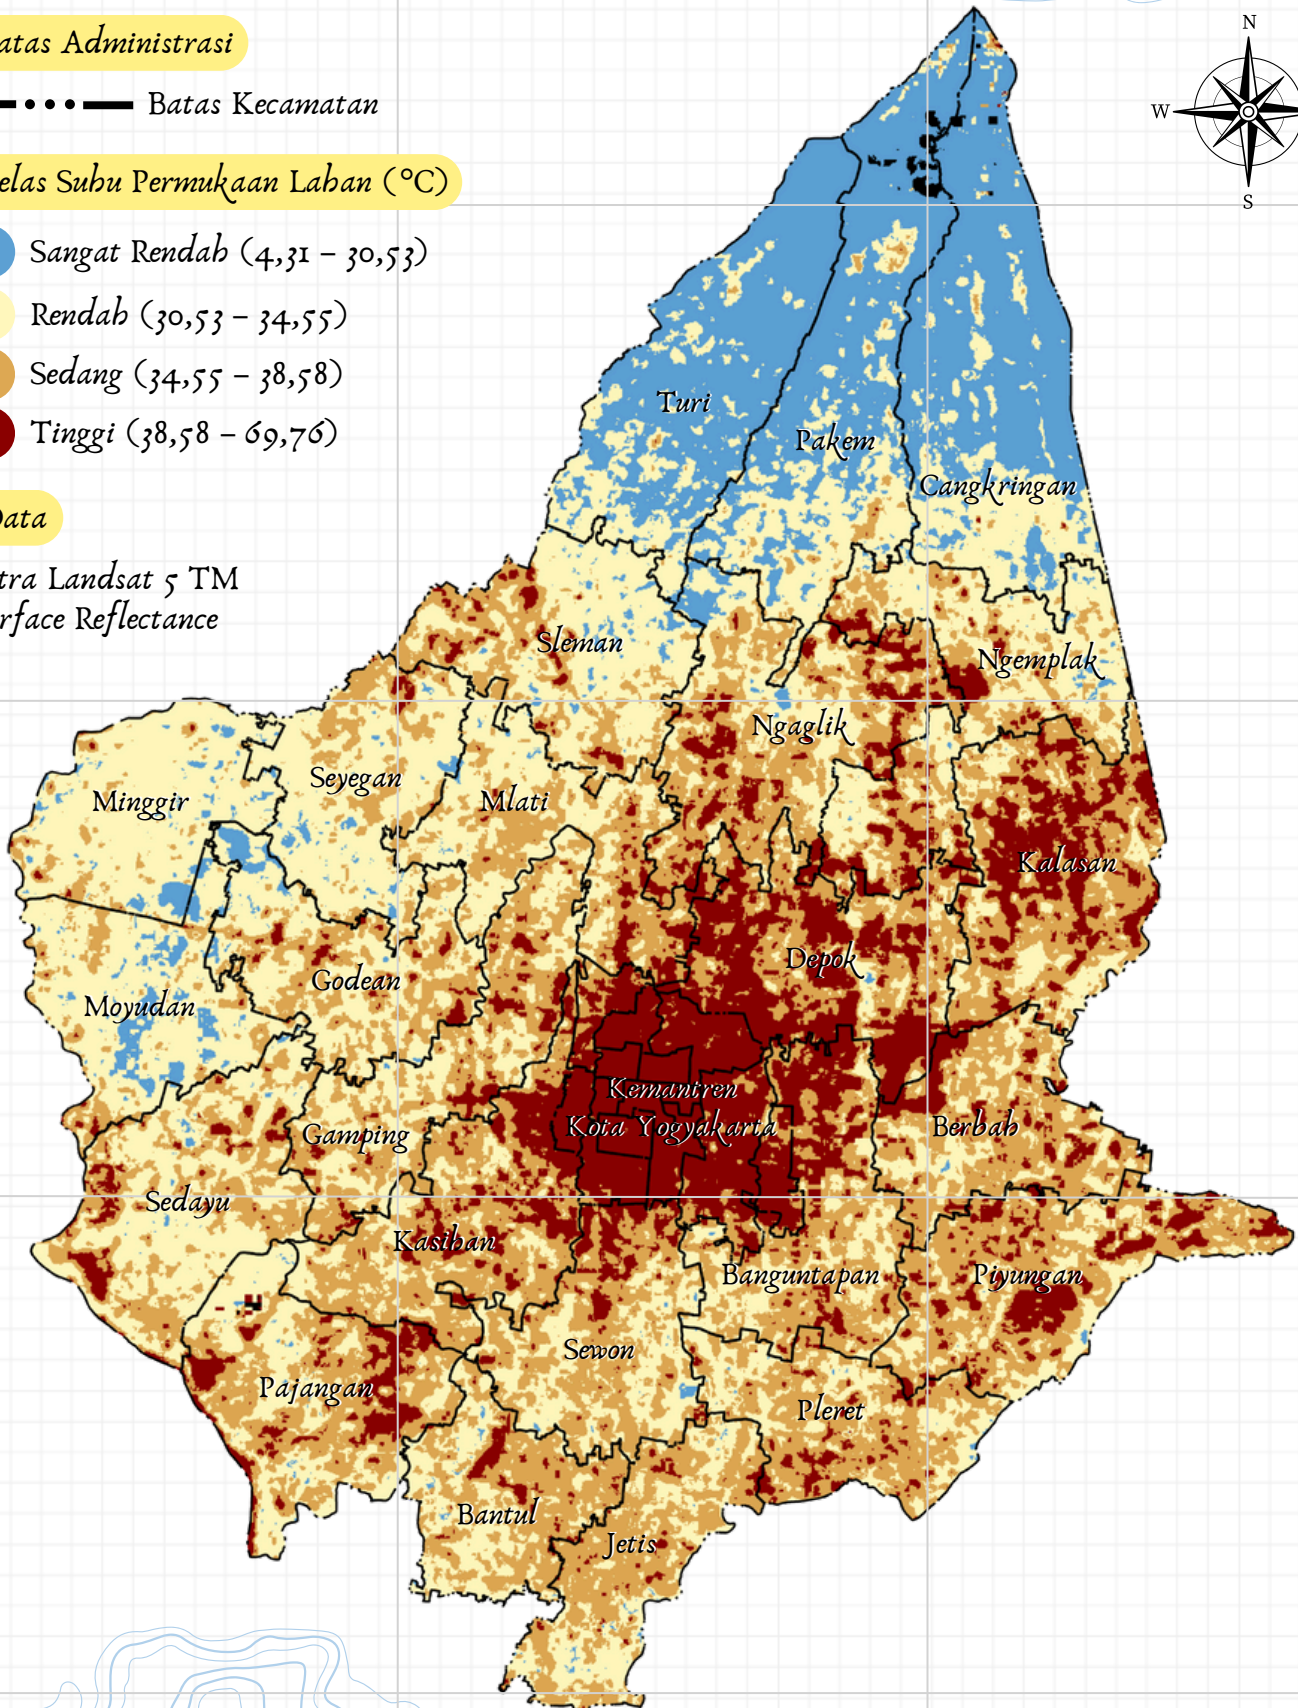 atas Administrasi
Batas Kecamatan
elas Suhu Permukaan Lahan (°C)
Sangat Rendah (4,31 – 30,53)
Rendah (30,53 – 34,55)
Sedang (34,55 – 38,58)
Tinggi (38,58 – 69,76)
Data
tra Landsat 5 TM
rface Reflectance
N
W
S
Turi
Pakem
Cangkringan
Sleman
Ngemplak
Ngaglik
Seyegan
Minggir
Mlati
Kalasan
Depok
Godean
Moyudan
Kemantren
Kota Yogyakarta
Berbah
Gamping
Sedayu
Kasihan
Banguntapan
Piyungan
Sewon
Pajangan
Pleret
Bantul
Jetis